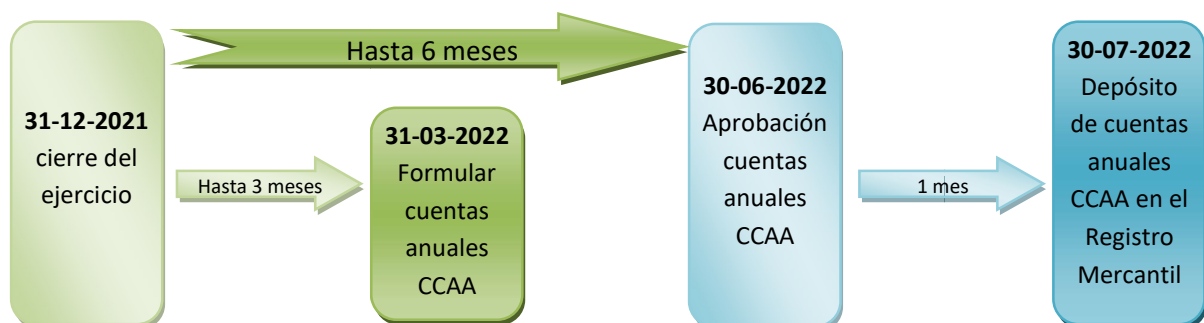 31-12-2021
cierre del
ejercicio
Hasta 6 meses
Hasta 3 meses
31-03-2022
Formular
cuentas
anuales
CCAA
30-06-2022
Aprobación
cuentas
anuales
CCAA
1 mes
30-07-2022
Depósito
de cuentas
anuales
CCAA en el
Registro
Mercantil